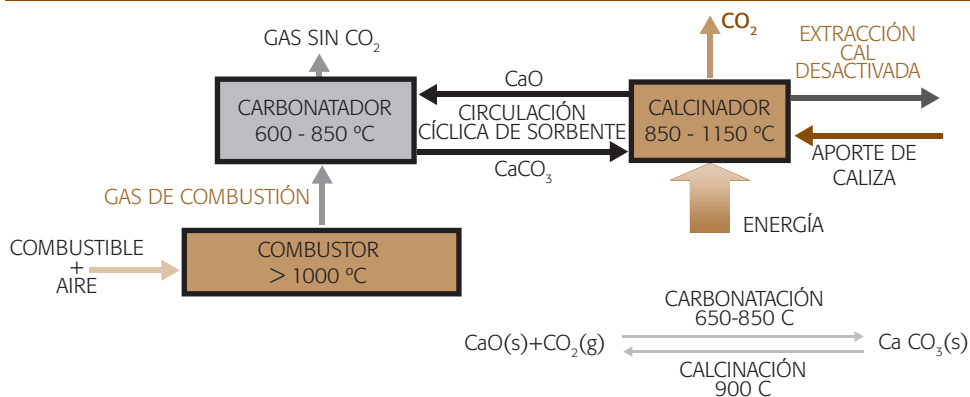 GAS SIN CO₂
CO₂
EXTRACCIÓN
CAL
DESACTIVADA
CARBONATADOR
600 - 850 ºC
CaO
CIRCULACIÓN
CÍCLICA DE SORBENTE
CaCO₃
CALCINADOR
850 - 1150 ºC
APORTE DE
CALIZA
GAS DE COMBUSTIÓN
ENERGÍA
COMBUSTIBLE
+
AIRE
COMBUSTOR
> 1000 ºC
CARBONATACIÓN
650-850 C
CaO(s)+CO₂(g)
Ca CO₃(s)
CALCINACIÓN
900 C